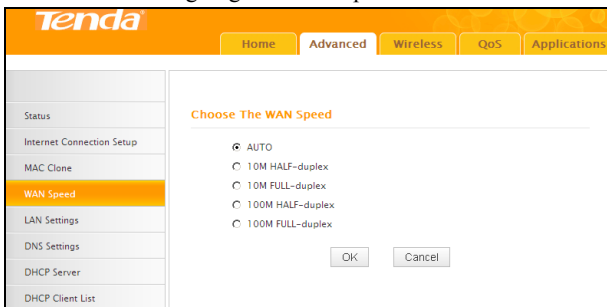 Tenda
Home Advanced Wireless QoS Applications
Status
Internet Connection Setup
MAC Clone
WAN Speed
LAN Settings
DNS Settings
DHCP Server
DHCP Client List
Choose The WAN Speed
AUTO
10M HALF-duplex
10M FULL-duplex
100M HALF-duplex
100M FULL-duplex
OK Cancel